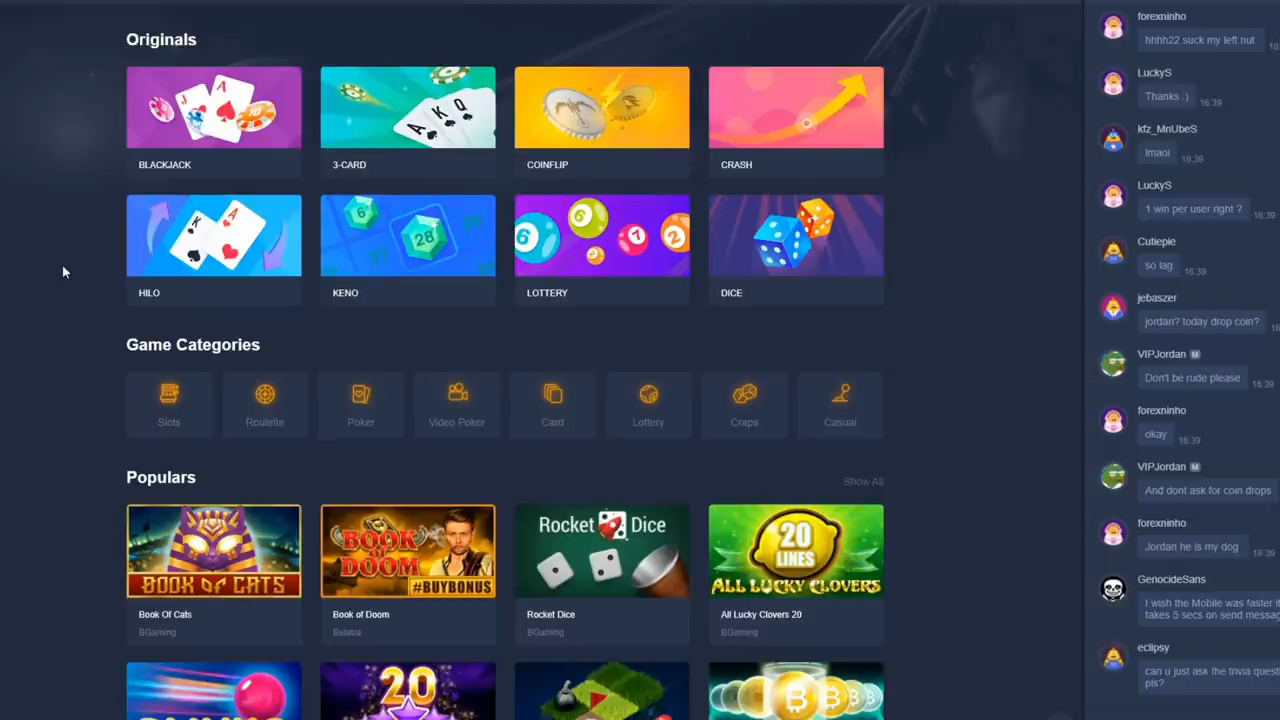 Originals
BLACKJACK
3-CARD
COINFLIP
CRASH
HILO
KENO
LOTTERY
DICE
Game Categories
Slots
Roulette
Poker
Video Poker
Card
Lottery
Craps
Casual
Populars
Show All
BOOK OF CATS
BOOK OF DOOM
#BUYBONUS
Rocket Dice
20 LINES
ALL LUCKY CLOVERS
Book Of Cats
BGaming
Book of Doom
Belatra
Rocket Dice
BGaming
All Lucky Clovers 20
BGaming
20
forexninho
hhhh22 suck my left nut
16
LuckyS
Thanks :)
16:39
kfz_MnUbeS
lmaoi
16:39
LuckyS
1 win per user right ?
16:39
Cutiepie
so lag
16:39
jebaszer
jordan? today drop coin?
16
VIPJordan M
Don't be rude please
16:39
forexninho
okay
16:39
VIPJordan M
And dont ask for coin drops
forexninho
Jordan he is my dog
16:39
GenocideSans
I wish the Mobile was faster it
takes 5 secs on send messag
eclipsy
can u just ask the trivia quest
pls?